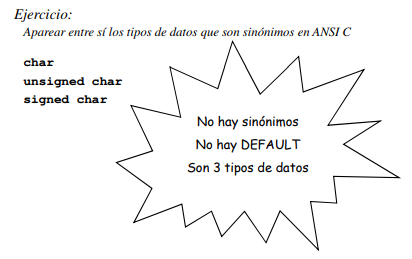 Ejercicio:
Aparear entre sí los tipos de datos que son sinónimos en ANSI C
char
unsigned char
signed char
No hay sinónimos
No hay DEFAULT
Son 3 tipos de datos